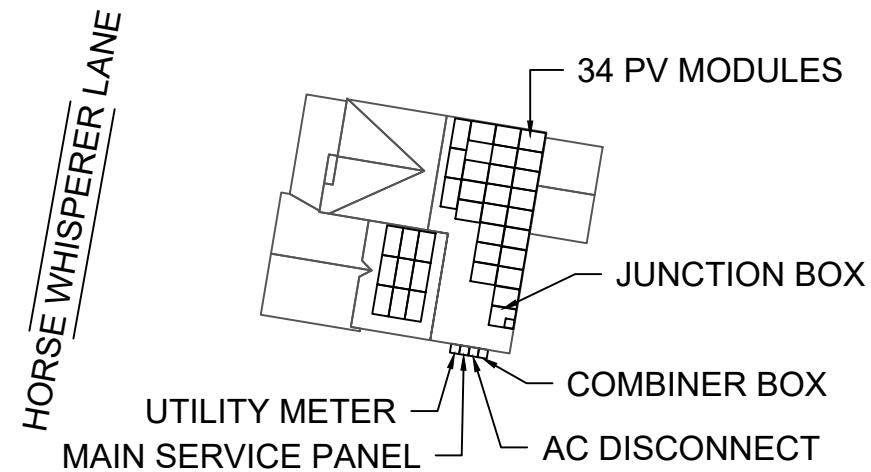 HORSE WHISPERER LANE
34 PV MODULES
JUNCTION BOX
COMBINER BOX
UTILITY METER
AC DISCONNECT
MAIN SERVICE PANEL